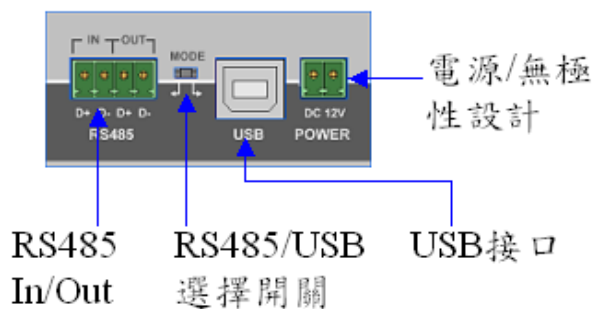 IN OUT
MODE
D+ D- D+ D-
RS485
USB
DC 12V
POWER
電源/無極
性設計
RS485
In/Out
RS485/USB
選擇開關
USB接口